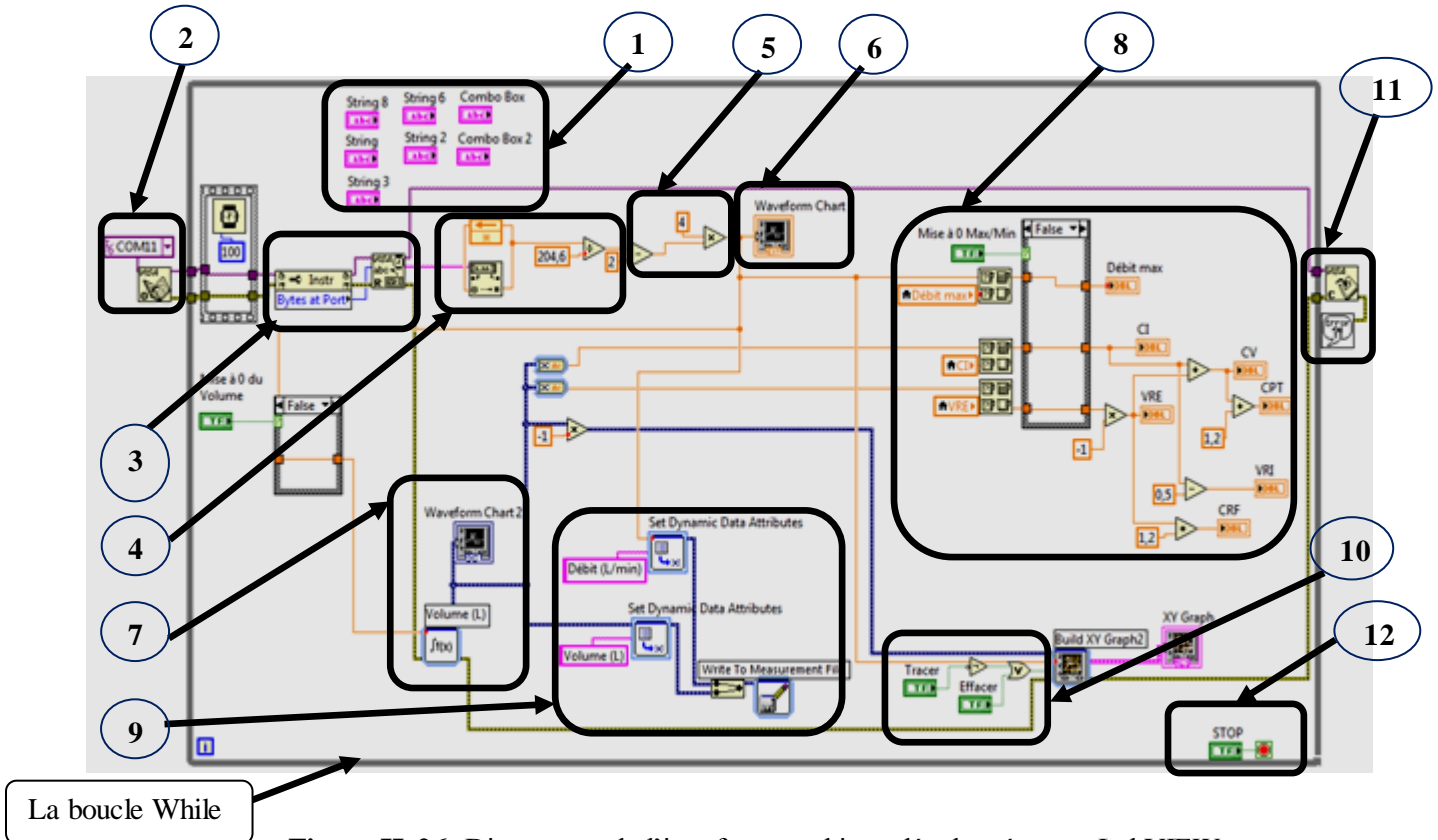 2
1
5
6
8
11
String 8
String 6
Combo Box
String
String 2
Combo Box 2
String 3
COM11
100
Instr
Bytes at Port
204,6
2
4
Waveform Chart
Mise à 0 Max/Min
False
Débit max
Débit max
CI
CI
CV
CPT
VRE
VRE
-1
1,2
VRI
0,5
CRF
1,2
Mise à 0 du
Volume
False
-1
3
4
7
9
Waveform Chart 2
Volume (L)
∫f(x)
Set Dynamic Data Attributes
Débit (L/min)
Set Dynamic Data Attributes
Volume (L)
Write To Measurement Fil
Tracer
Effacer
Build XY Graph2
XY Graph
10
12
STOP
TF
i
La boucle While